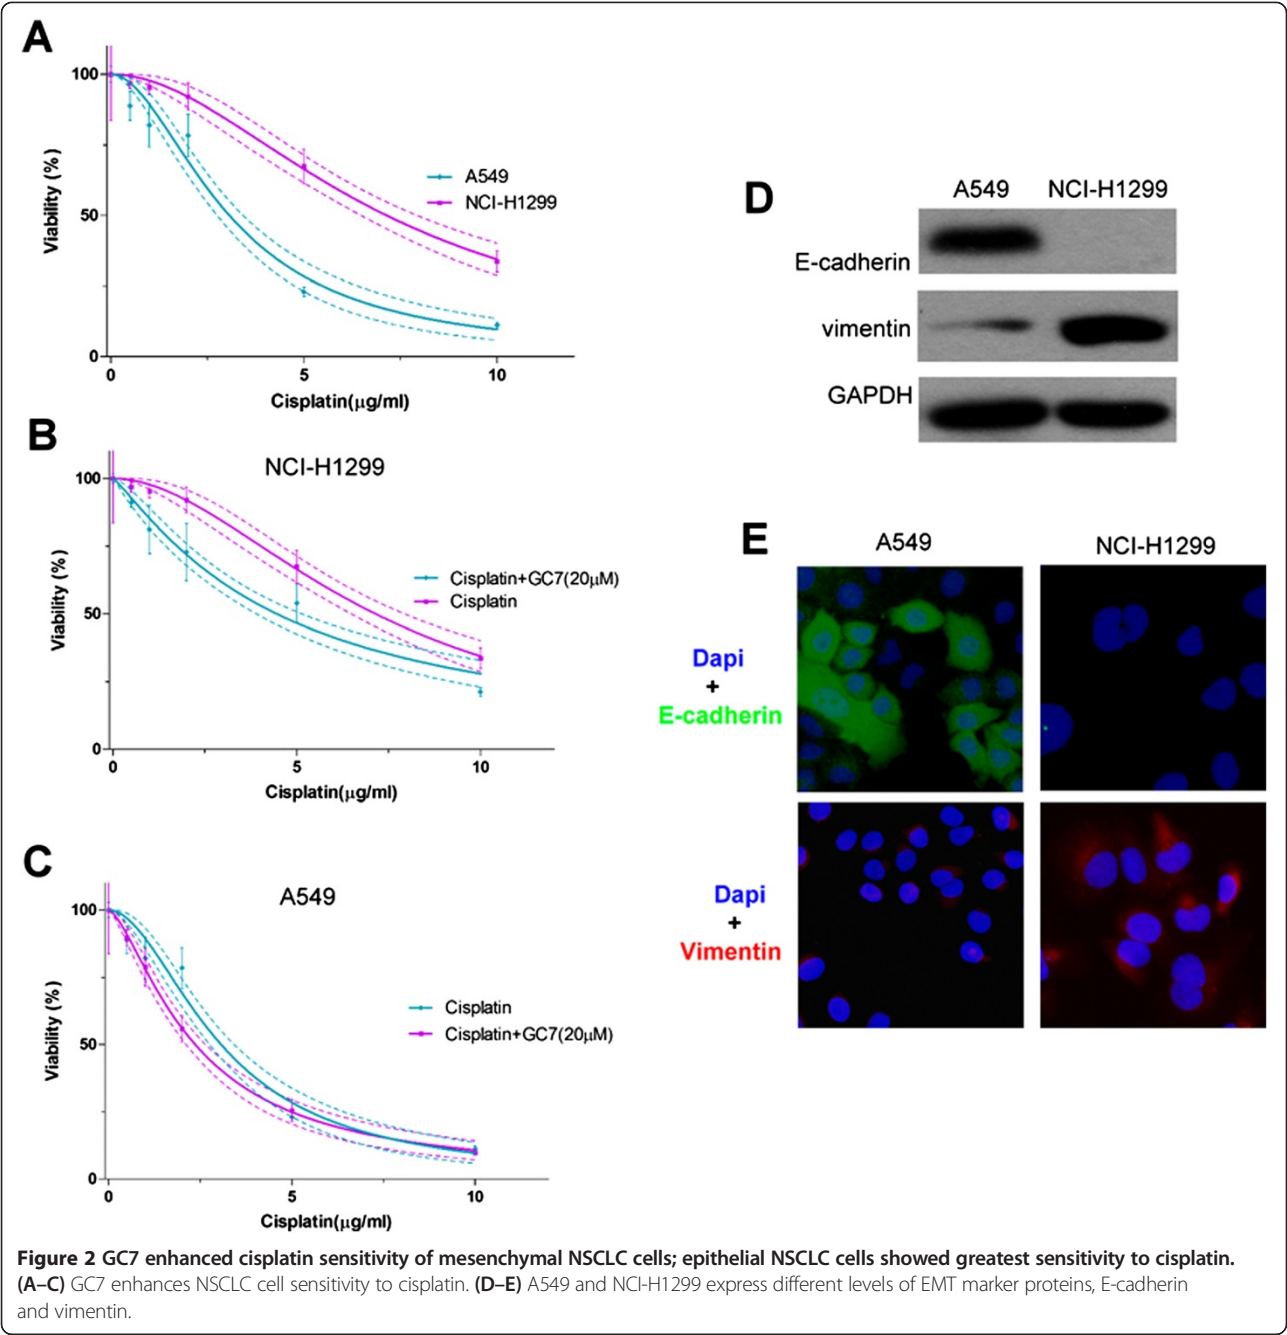 A
100
50
0
0
5
10
Viability (%)
Cisplatin(μg/ml)
A549
NCI-H1299
B
NCI-H1299
100
50
0
0
5
10
Viability (%)
Cisplatin(μg/ml)
Cisplatin+GC7(20μM)
Cisplatin
C
A549
100
50
0
0
5
10
Viability (%)
Cisplatin(μg/ml)
Cisplatin
Cisplatin+GC7(20μM)
D
A549 NCI-H1299
E-cadherin
vimentin
GAPDH
E
A549 NCI-H1299
Dapi
+
E-cadherin
Dapi
+
Vimentin
Figure 2 GC7 enhanced cisplatin sensitivity of mesenchymal NSCLC cells; epithelial NSCLC cells showed greatest sensitivity to cisplatin.
(A–C) GC7 enhances NSCLC cell sensitivity to cisplatin. (D–E) A549 and NCI-H1299 express different levels of EMT marker proteins, E-cadherin
and vimentin.